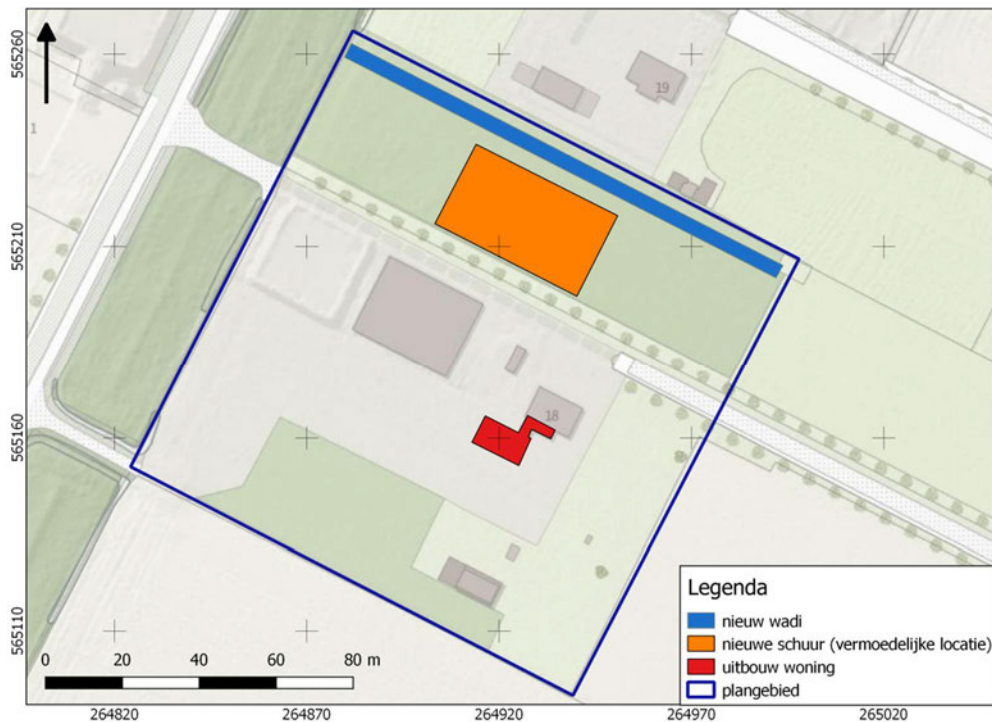 565260
565210
565160
565110
1
19
18
Legenda
nieuw wadi
nieuwe schuur (vermoedelijke locatie)
uitbouw woning
plangebied
0 20 40 60 80 m
264820 264870 264920 264970 265020